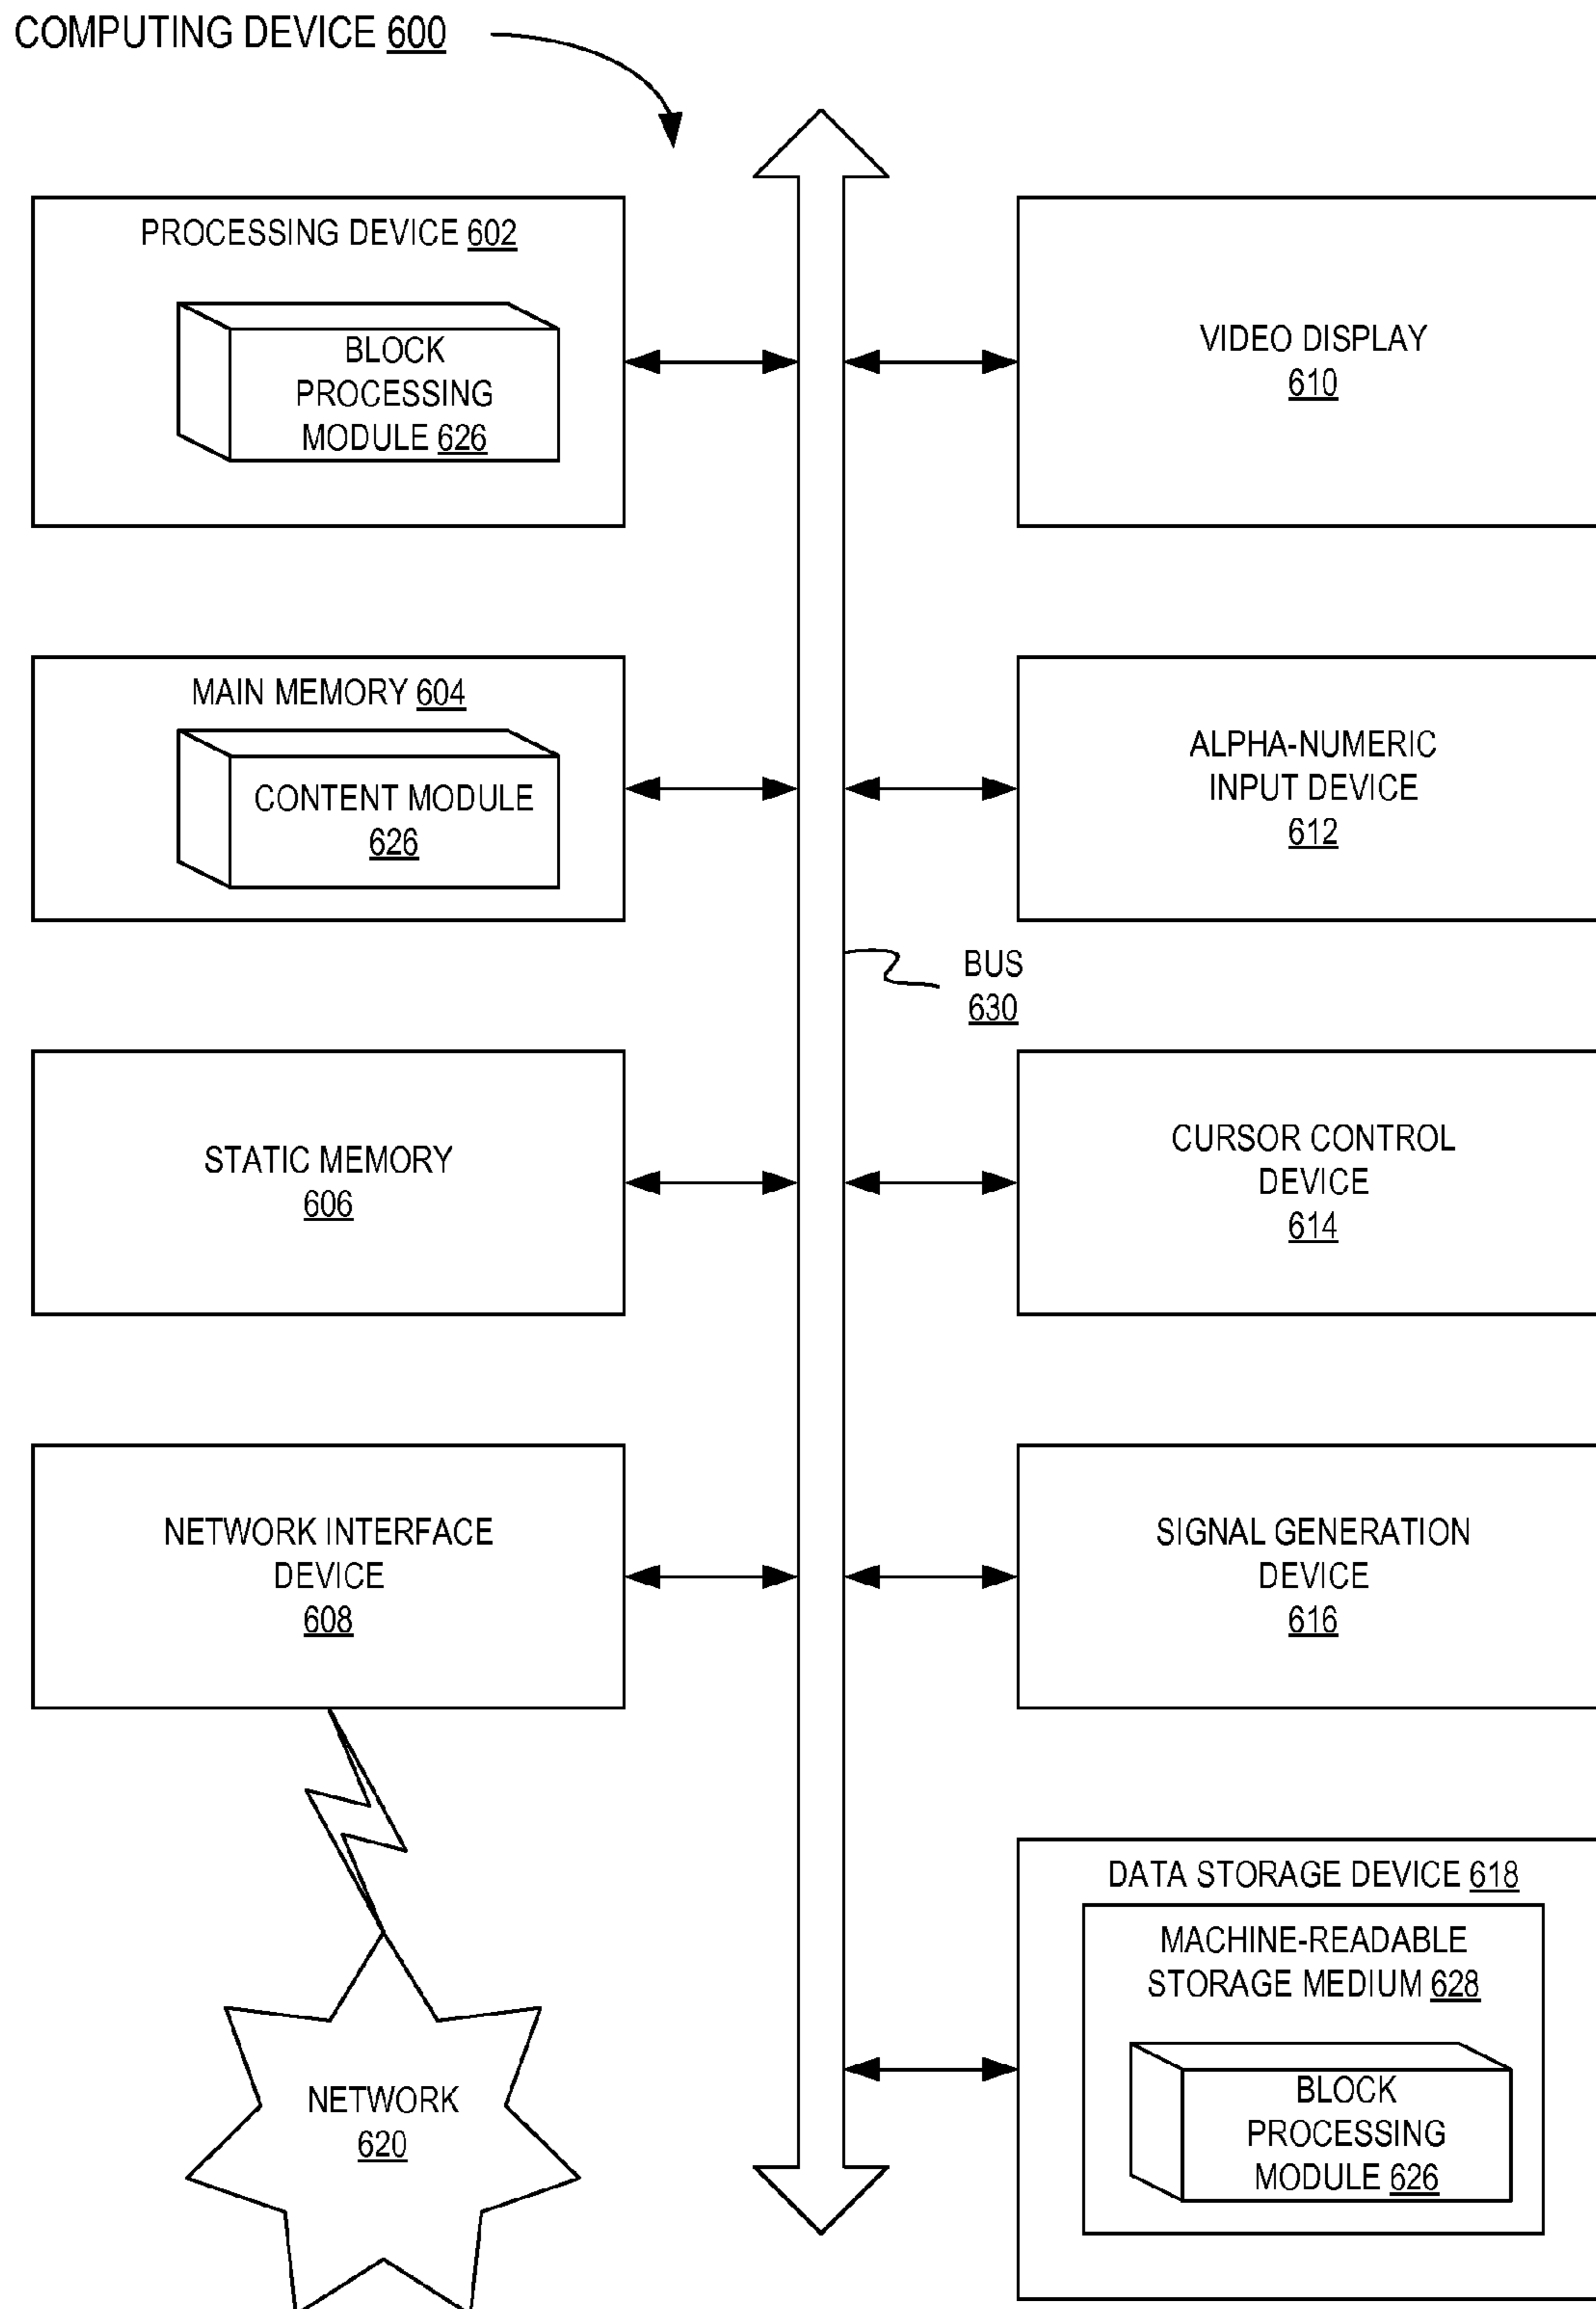 COMPUTING DEVICE 600
PROCESSING DEVICE 602
BLOCK
PROCESSING
MODULE 626
VIDEO DISPLAY
610
MAIN MEMORY 604
CONTENT MODULE
626
ALPHA-NUMERIC
INPUT DEVICE
612
BUS
630
STATIC MEMORY
606
CURSOR CONTROL
DEVICE
614
NETWORK INTERFACE
DEVICE
608
SIGNAL GENERATION
DEVICE
616
DATA STORAGE DEVICE 618
MACHINE-READABLE
STORAGE MEDIUM 628
BLOCK
PROCESSING
MODULE 626
NETWORK
620